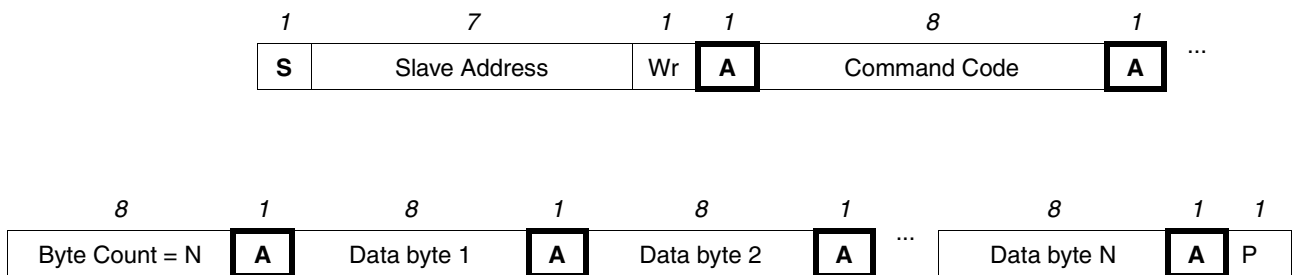 1 7 1 1 8 1
S Slave Address Wr A Command Code A ...
8 1 8 1 8 1 8 1 1
Byte Count = N A Data byte 1 A Data byte 2 A ... Data byte N A P